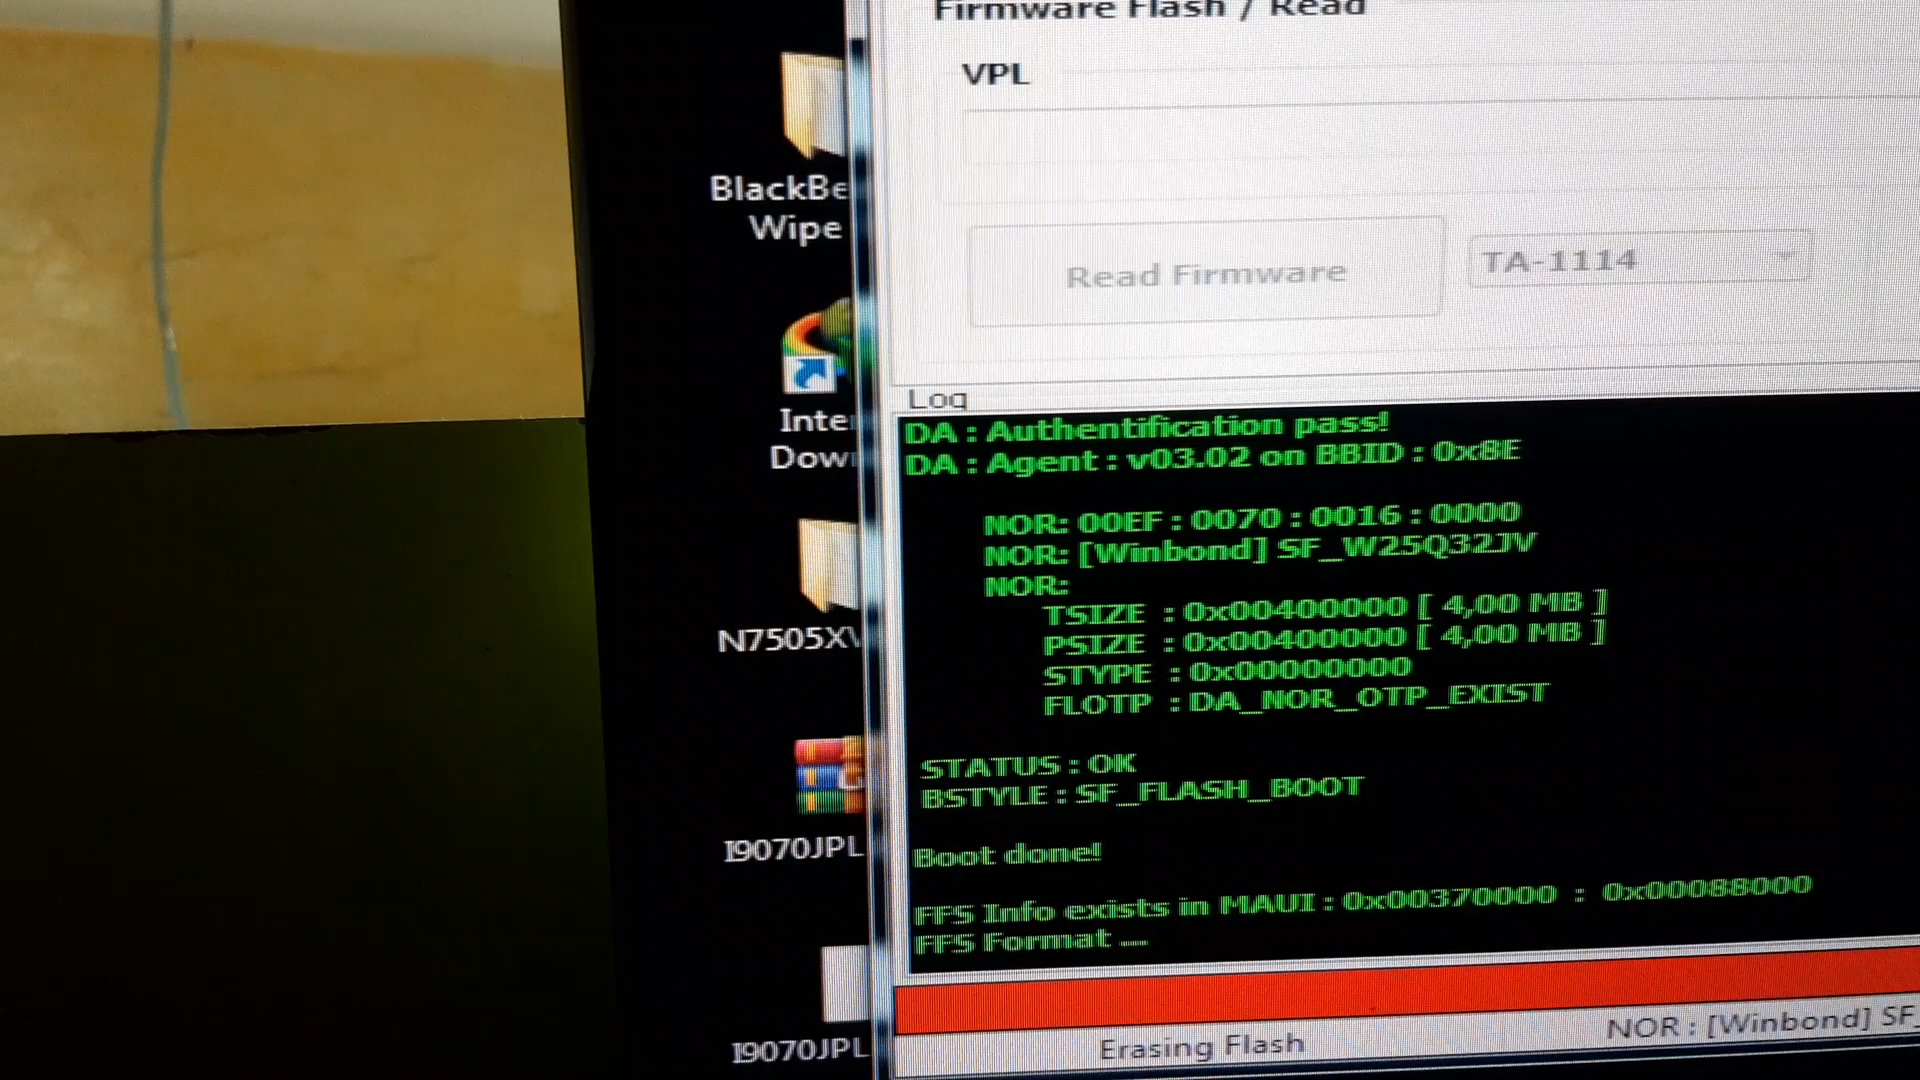 Firmware Flash / Read
VPL
Read Firmware
TA-1114
BlackBe
Wipe
Inte
Down
N7505XV
I9070JPL
I9070JPL
Log
DA : Authentification pass!
DA : Agent : v03.02 on BBID : 0x8E
NOR: 00EF : 0070 : 0016 : 0000
NOR: [Winbond] SF_W25Q32JV
NOR:
TSIZE : 0x00400000 [ 4,00 MB ]
PSIZE : 0x00400000 [ 4,00 MB ]
STYPE : 0x00000000
FLOTP : DA_NOR_OTP_EXIST
STATUS : OK
BSTYLE : SF_FLASH_BOOT
Boot done!
FFS Info exists in MAUI : 0x00370000 : 0x00088000
FFS Format ...
Erasing Flash
NOR : [Winbond] SF_